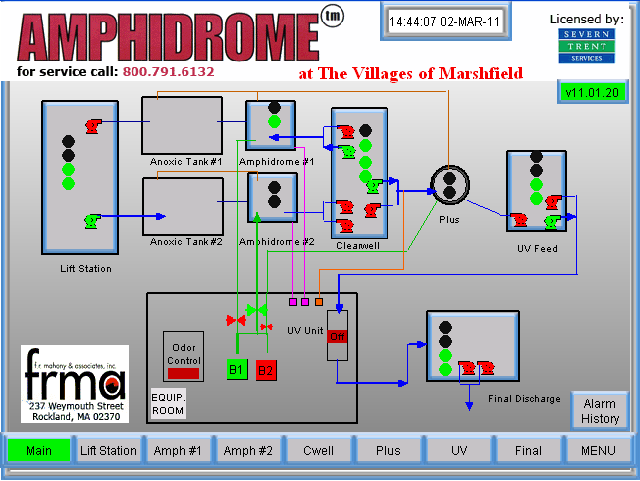 AMPHIDROME tm
for service call: 800.791.6132
14:44:07 02-MAR-11
Licensed by:
SEVERN
TRENT
SERVICES
at The Villages of Marshfield
v11.01.20
Anoxic Tank #1
Amphidrome #1
Anoxic Tank #2
Amphidrome #2
Clearwell
Plus
UV Feed
Lift Station
Odor
Control
UV Unit
Off
B1
B2
EQUIP.
ROOM
Final Discharge
f. r. mahony & associates, inc.
frma
237 Weymouth Street
Rockland, MA 02370
Alarm
History
Main
Lift Station
Amph #1
Amph #2
Cwell
Plus
UV
Final
MENU